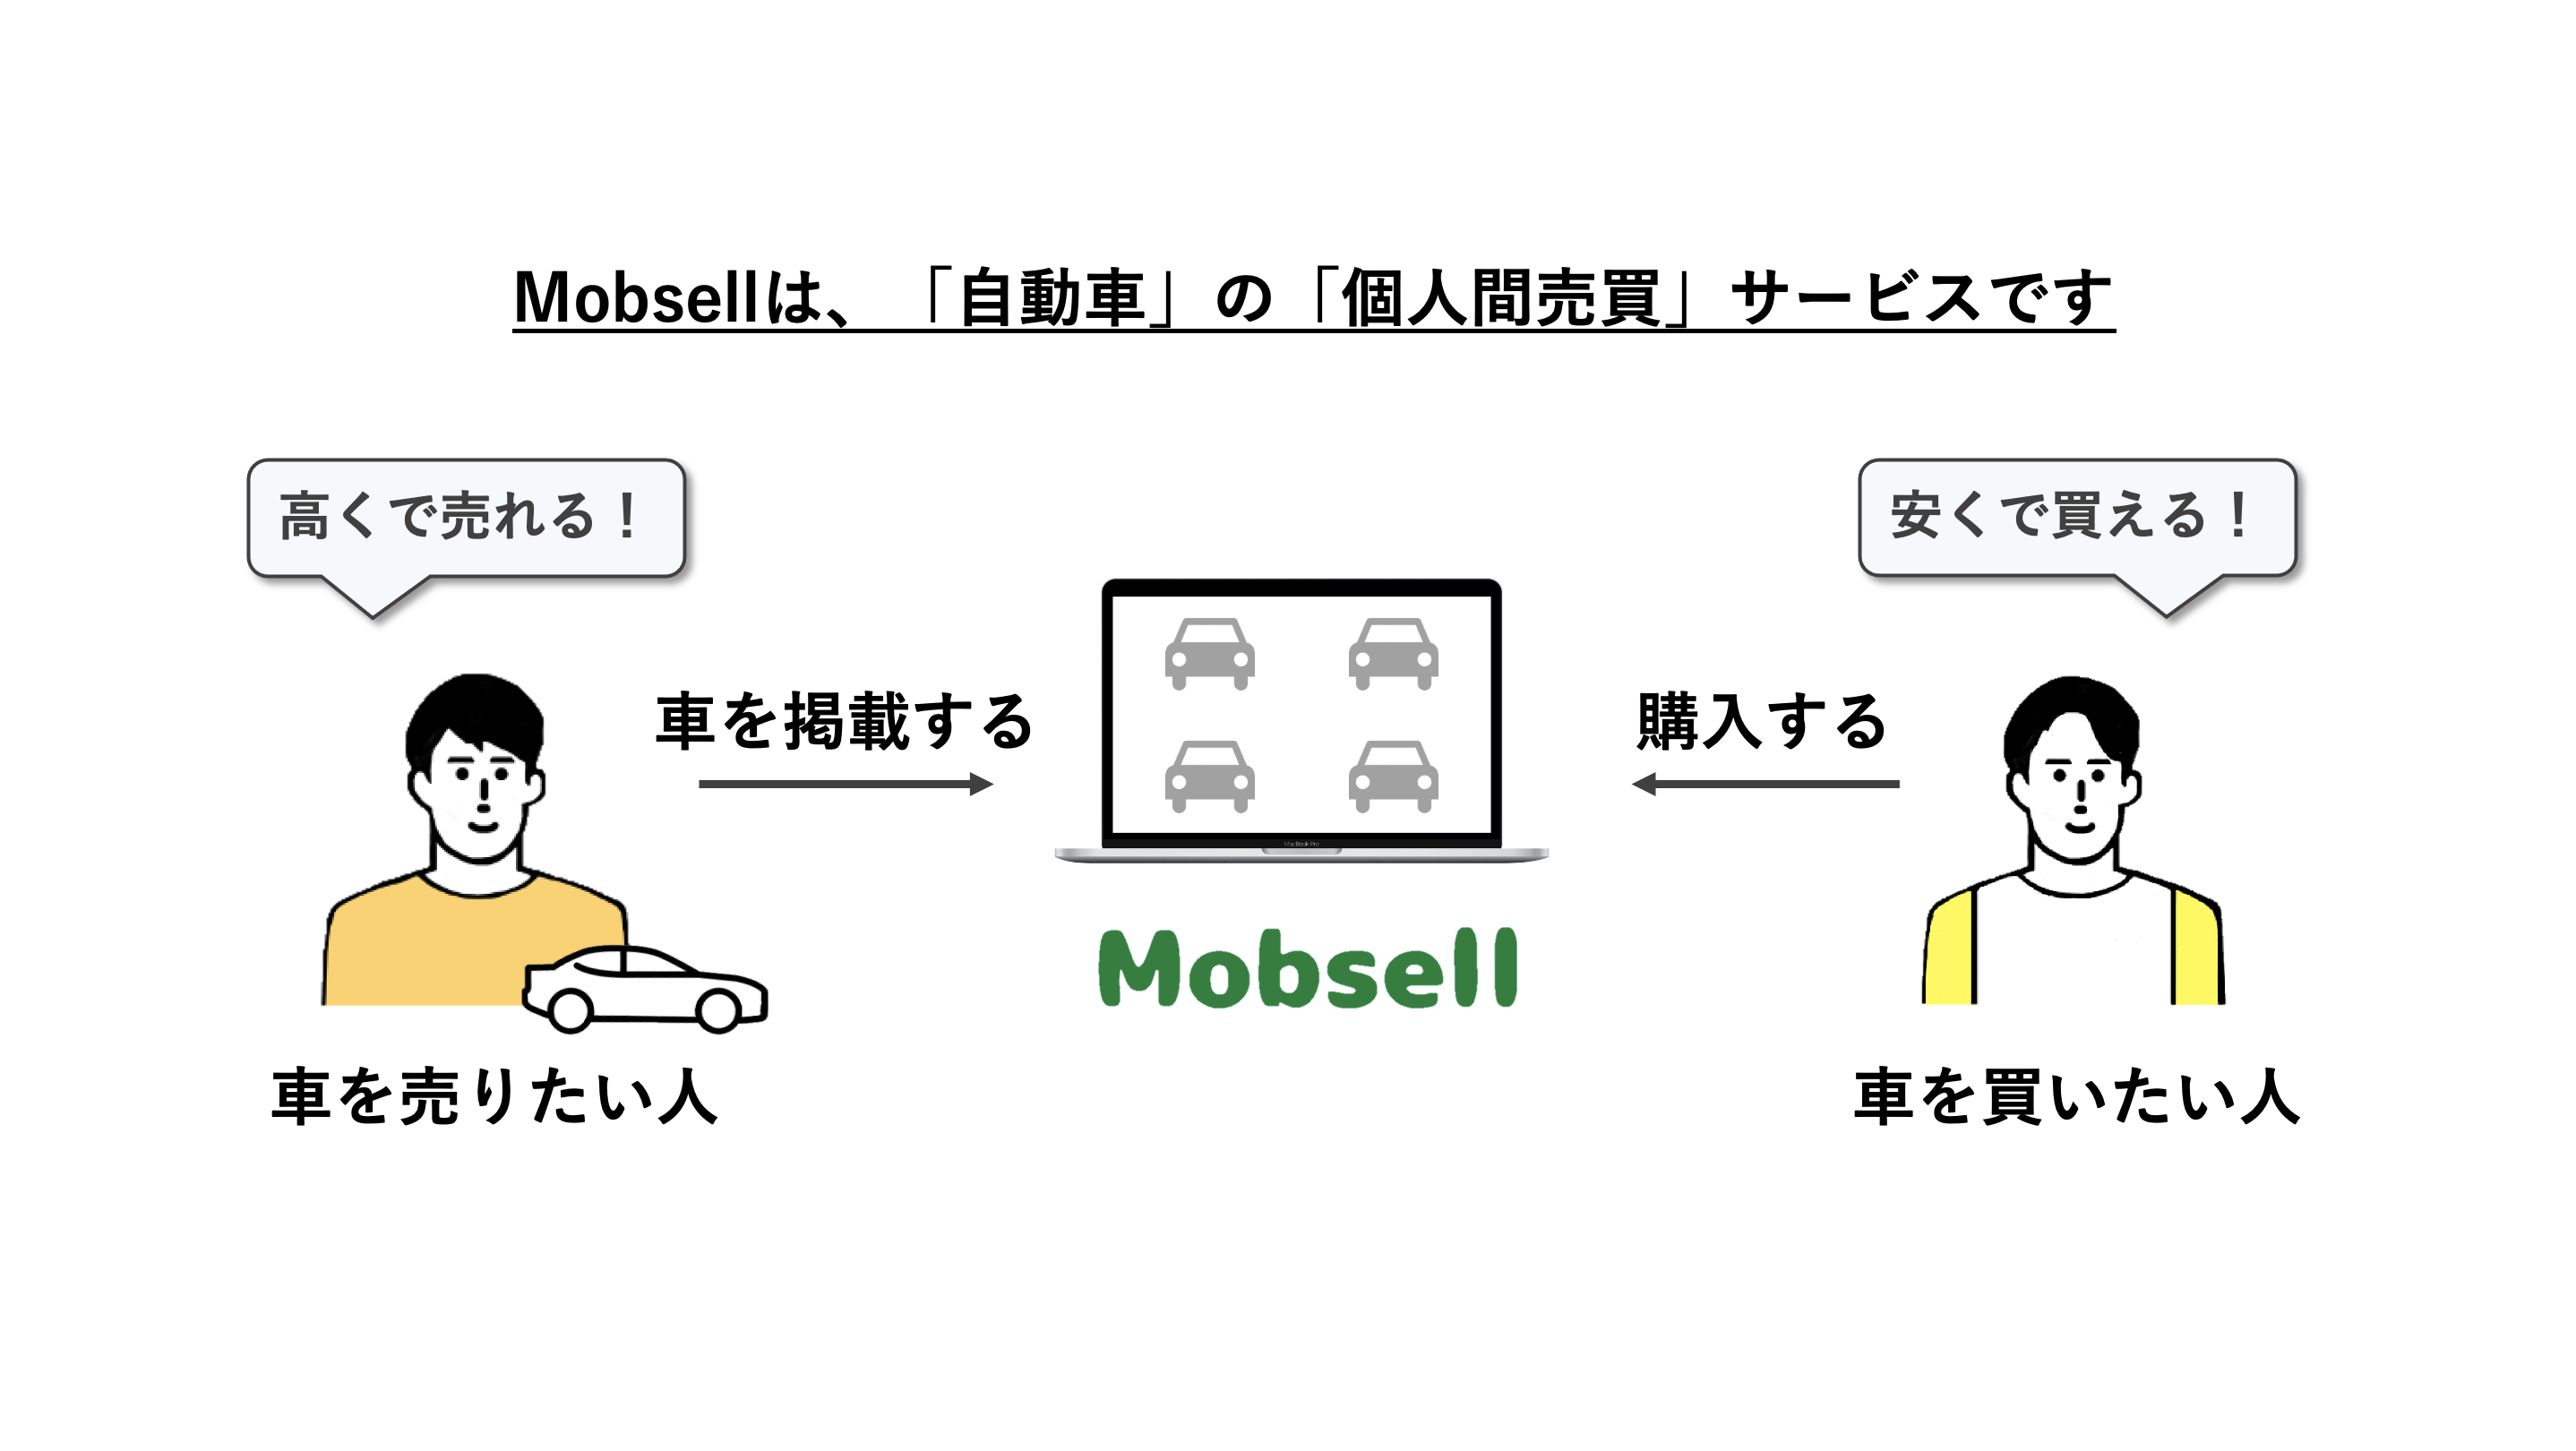 Mobsellは、「自動車」の「個人間売買」サービスです
高くで売れる！
安くで買える！
車を掲載する
購入する
MacBook Pro
Mobsell
車を売りたい人
車を買いたい人